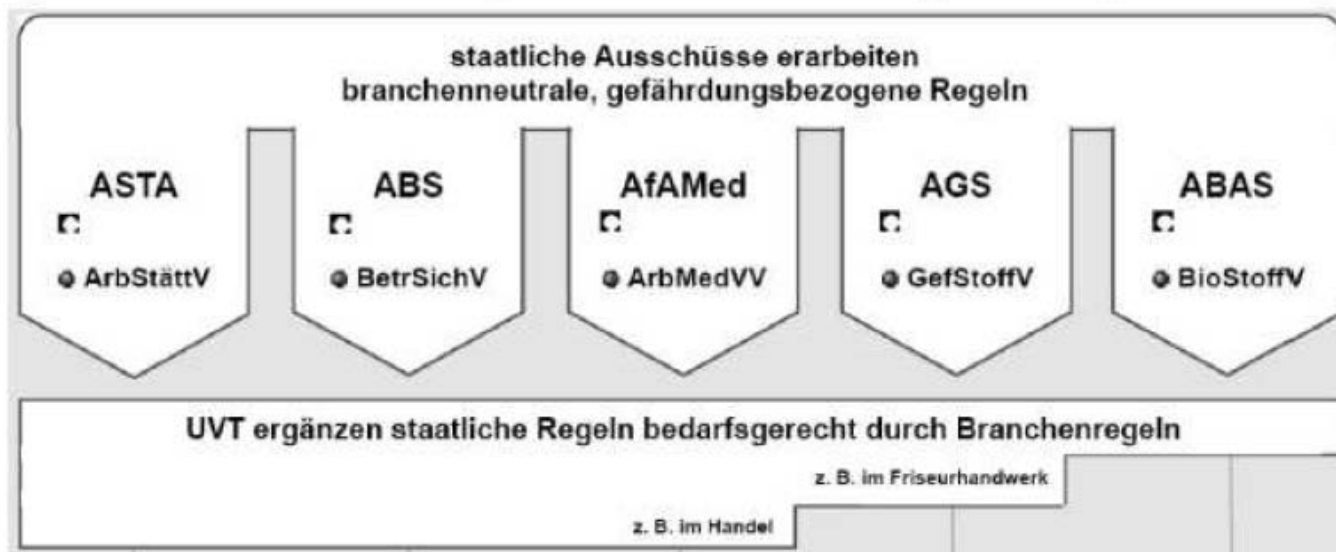 staatliche Ausschüsse erarbeiten
branchenneutrale, gefährdungsbezogene Regeln
ASTA
ABS
AfAMed
AGS
ABAS
ArbStättV
BetrSichV
ArbMedVV
GefStoffV
BioStoffV
UVT ergänzen staatliche Regeln bedarfsgerecht durch Branchenregeln
z. B. im Friseurhandwerk
z. B. im Handel